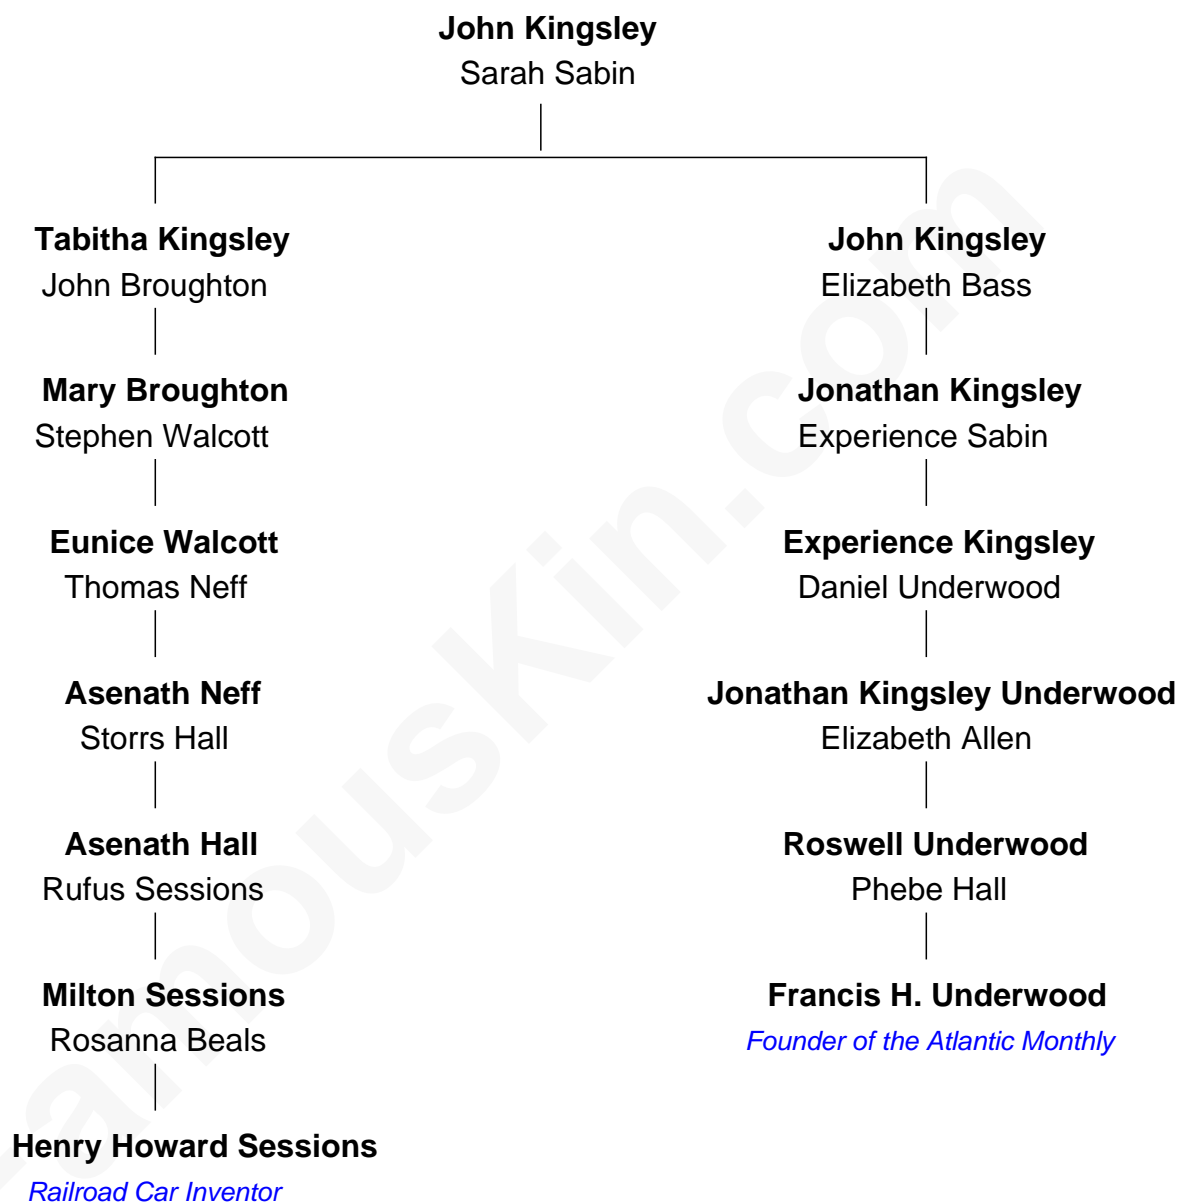 John Kingsley
Sarah Sabin
Tabitha Kingsley
John Broughton
John Kingsley
Elizabeth Bass
Mary Broughton
Stephen Walcott
Jonathan Kingsley
Experience Sabin
Eunice Walcott
Thomas Neff
Experience Kingsley
Daniel Underwood
Asenath Neff
Storrs Hall
Jonathan Kingsley Underwood
Elizabeth Allen
Asenath Hall
Rufus Sessions
Roswell Underwood
Phebe Hall
Milton Sessions
Rosanna Beals
Francis H. Underwood
Founder of the Atlantic Monthly
Henry Howard Sessions
Railroad Car Inventor
FamousKin.com